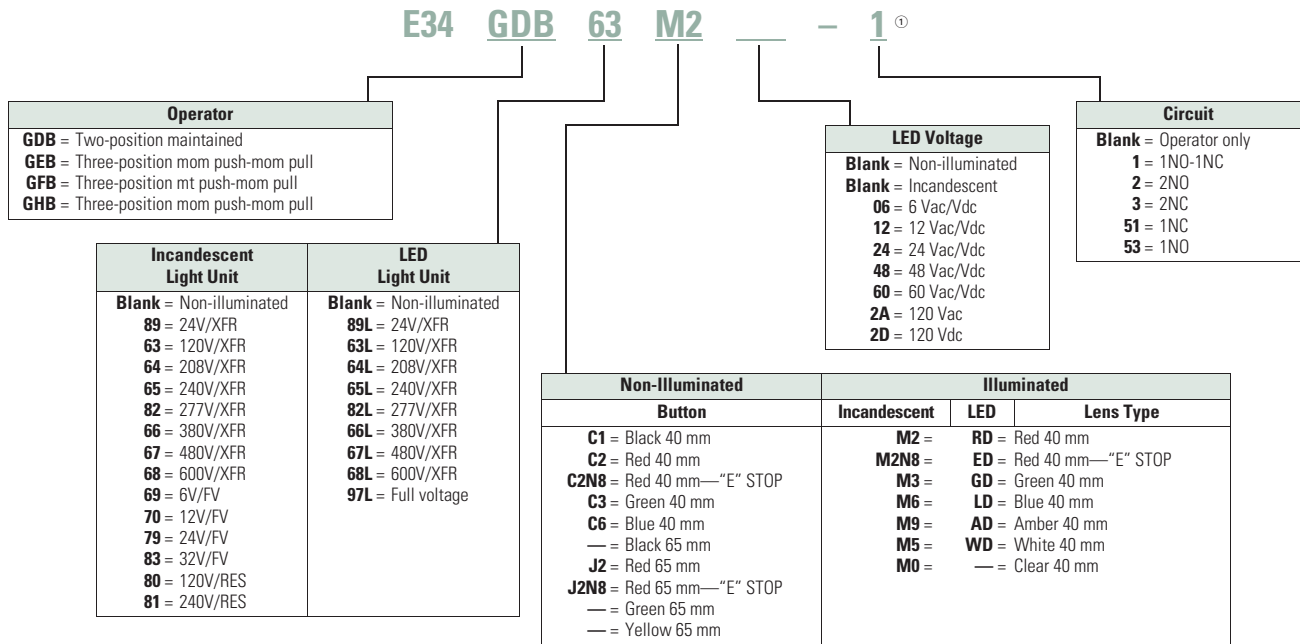 E34 GDB 63 M2 ___ – 1 ①
Operator
GDB = Two-position maintained
GEB = Three-position mom push-mom pull
GFB = Three-position mt push-mom pull
GHB = Three-position mom push-mom pull
Incandescent
Light Unit
Blank = Non-illuminated
89 = 24V/XFR
63 = 120V/XFR
64 = 208V/XFR
65 = 240V/XFR
82 = 277V/XFR
66 = 380V/XFR
67 = 480V/XFR
68 = 600V/XFR
69 = 6V/FV
70 = 12V/FV
79 = 24V/FV
83 = 32V/FV
80 = 120V/RES
81 = 240V/RES
LED
Light Unit
Blank = Non-illuminated
89L = 24V/XFR
63L = 120V/XFR
64L = 208V/XFR
65L = 240V/XFR
82L = 277V/XFR
66L = 380V/XFR
67L = 480V/XFR
68L = 600V/XFR
97L = Full voltage
Non-Illuminated
Button
C1 = Black 40 mm
C2 = Red 40 mm
C2N8 = Red 40 mm—“E” STOP
C3 = Green 40 mm
C6 = Blue 40 mm
— = Black 65 mm
J2 = Red 65 mm
J2N8 = Red 65 mm—“E” STOP
— = Green 65 mm
— = Yellow 65 mm
Illuminated
Incandescent LED Lens Type
M2 = RD = Red 40 mm
M2N8 = ED = Red 40 mm—“E” STOP
M3 = GD = Green 40 mm
M6 = LD = Blue 40 mm
M9 = AD = Amber 40 mm
M5 = WD = White 40 mm
M0 = — = Clear 40 mm
LED Voltage
Blank = Non-illuminated
Blank = Incandescent
06 = 6 Vac/Vdc
12 = 12 Vac/Vdc
24 = 24 Vac/Vdc
48 = 48 Vac/Vdc
60 = 60 Vac/Vdc
2A = 120 Vac
2D = 120 Vdc
Circuit
Blank = Operator only
1 = 1NO-1NC
2 = 2NO
3 = 2NC
51 = 1NC
53 = 1NO